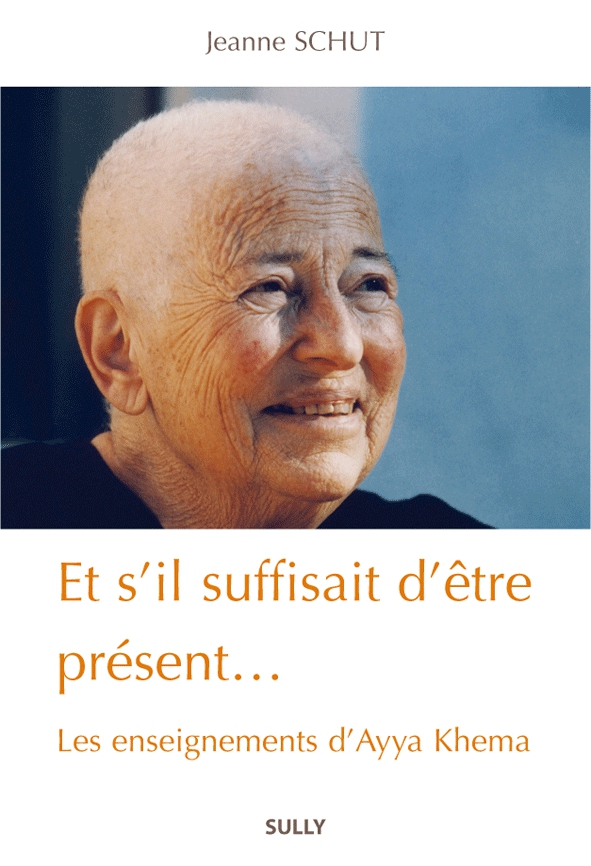 Jeanne SCHUT
Et s’il suffisait d’être
présent…
Les enseignements d’Ayya Khema
SULLY